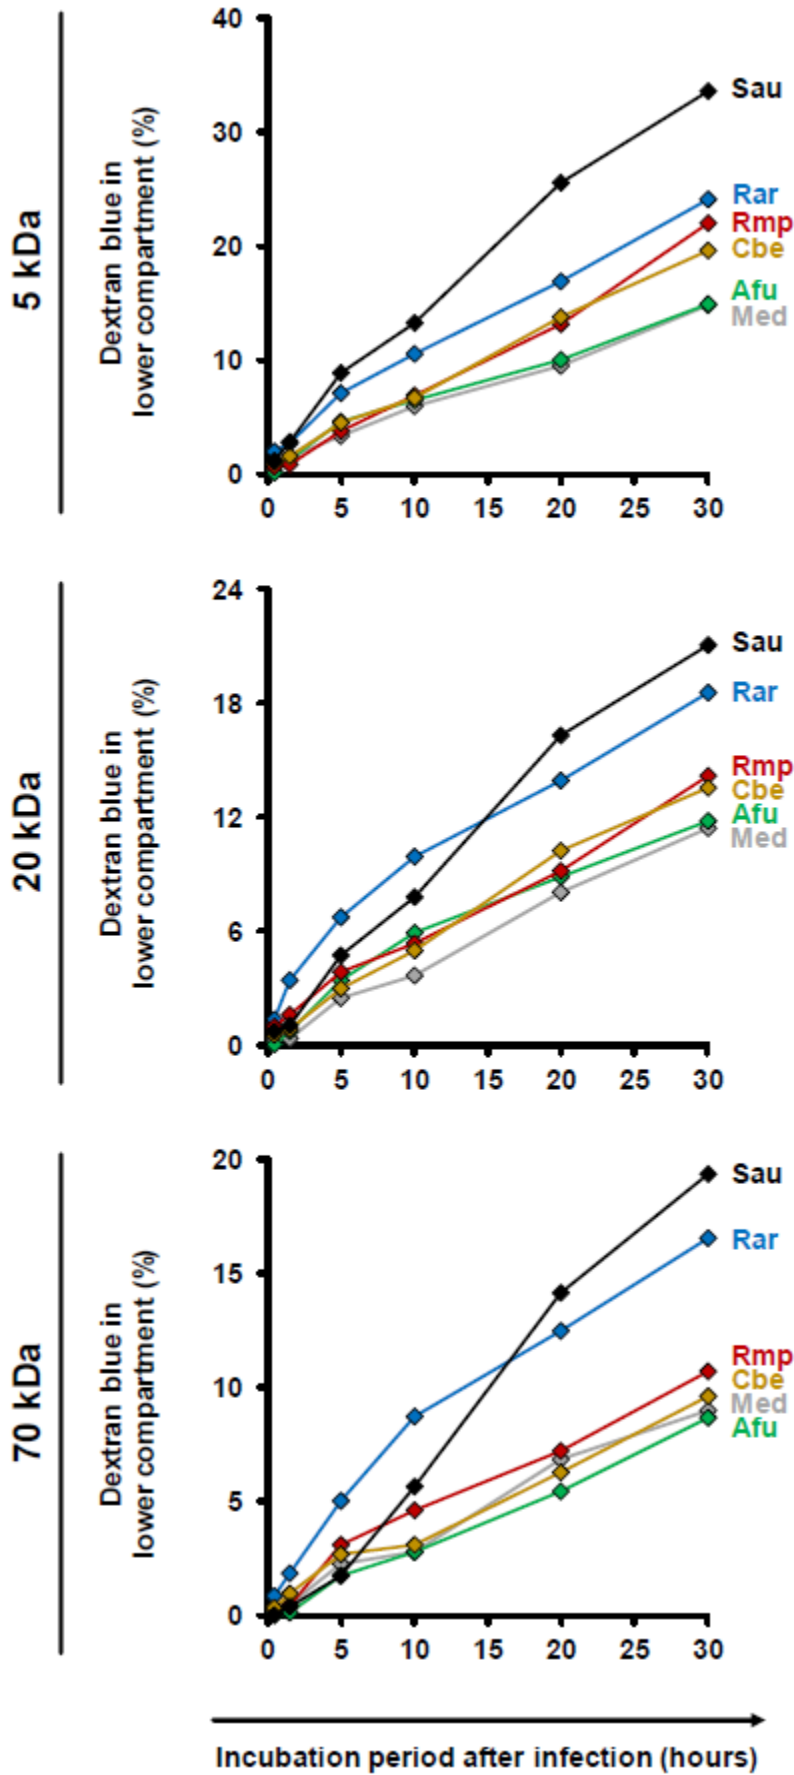 5 kDa
Dextran blue in
lower compartment (%)
40
30
20
10
0
0 5 10 15 20 25 30
Sau
Rar
Rmp
Cbe
Afu
Med
20 kDa
Dextran blue in
lower compartment (%)
24
18
12
6
0
0 5 10 15 20 25 30
Sau
Rar
Rmp
Cbe
Afu
Med
70 kDa
Dextran blue in
lower compartment (%)
20
15
10
5
0
0 5 10 15 20 25 30
Sau
Rar
Rmp
Cbe
Med
Afu
Incubation period after infection (hours)